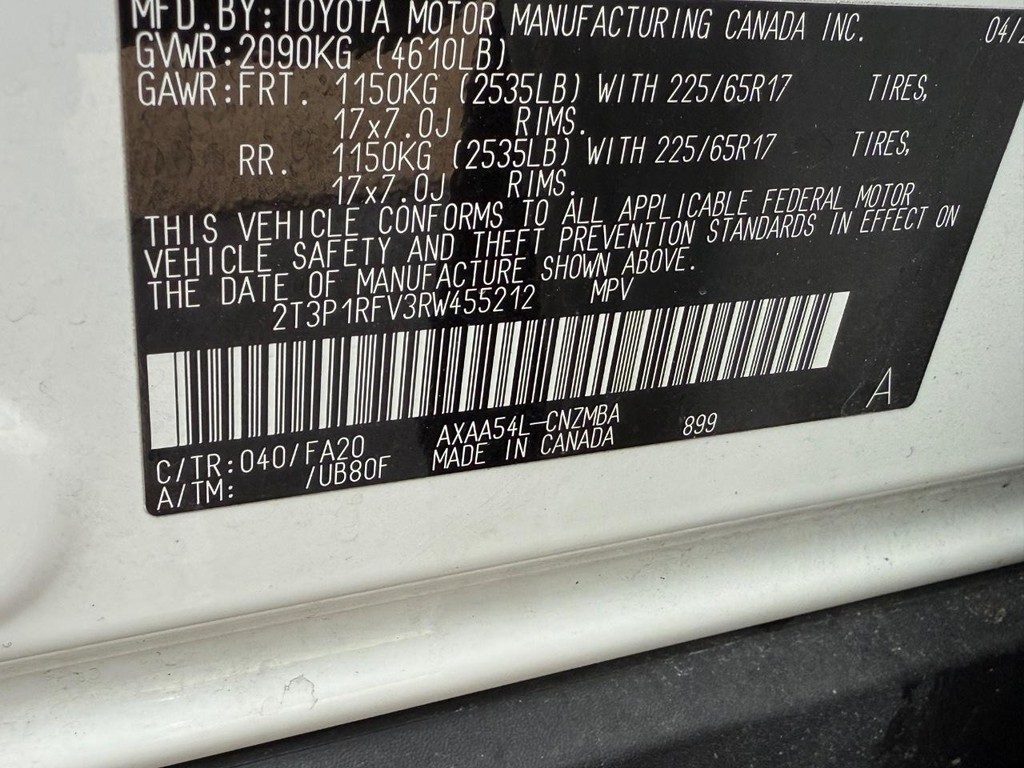 MFD.BY:TOYOTA MOTOR MANUFACTURING CANADA INC. 04/2
GVWR:2090KG (4610LB)
GAWR:FRT. 1150KG (2535LB) WITH 225/65R17 TIRES,
17x7.0J RIMS.
RR. 1150KG (2535LB) WITH 225/65R17 TIRES,
17x7.0J RIMS.
THIS VEHICLE CONFORMS TO ALL APPLICABLE FEDERAL MOTOR
VEHICLE SAFETY AND THEFT PREVENTION STANDARDS IN EFFECT ON
THE DATE OF MANUFACTURE SHOWN ABOVE.
2T3P1RFV3RW455212 MPV
A
C/TR:040/FA20 AXAA54L-CNZMBA 899
A/TM: /UB80F MADE IN CANADA